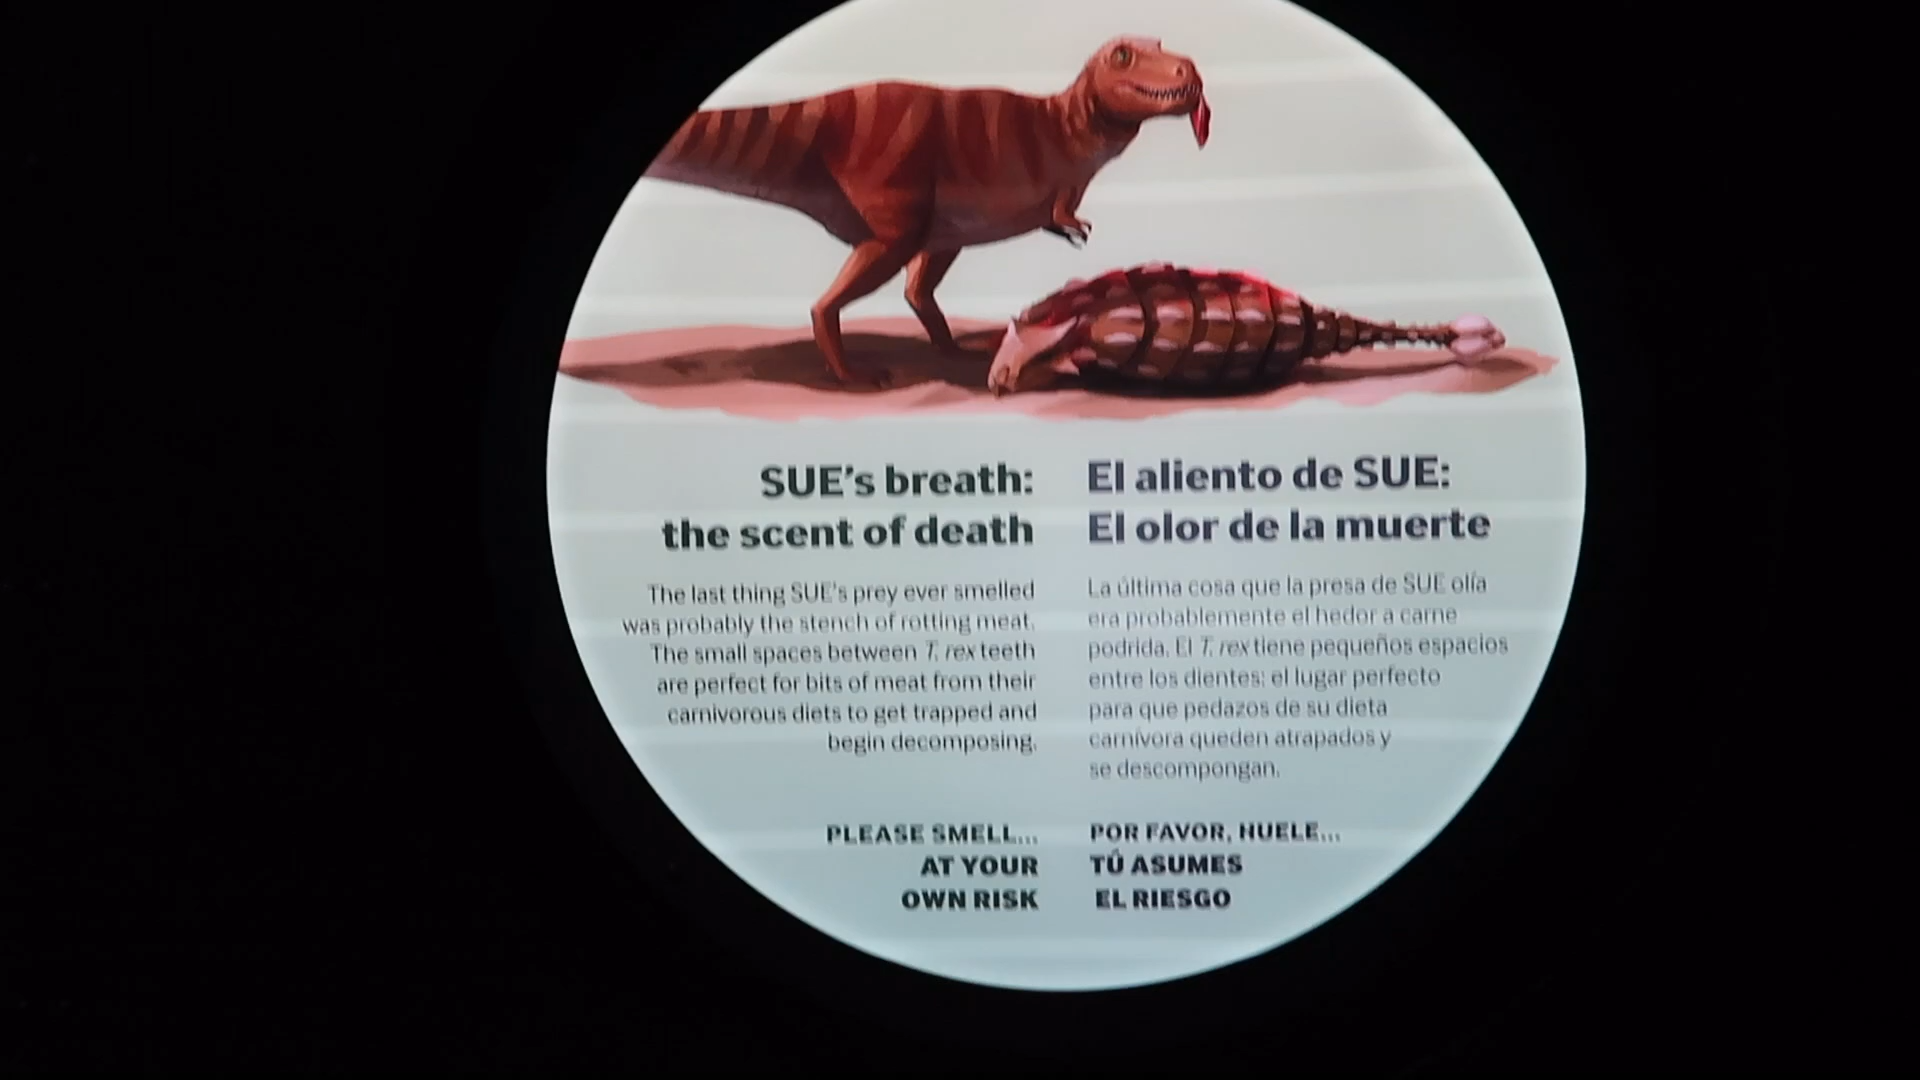 SUE's breath:
the scent of death
The last thing SUE's prey ever smelled
was probably the stench of rotting meat.
The small spaces between T. rex teeth
are perfect for bits of meat from their
carnivorous diets to get trapped and
begin decomposing.
PLEASE SMELL...
AT YOUR
OWN RISK
El aliento de SUE:
El olor de la muerte
La última cosa que la presa de SUE olía
era probablemente el hedor a carne
podrida. El T. rex tiene pequeños espacios
entre los dientes: el lugar perfecto
para que pedazos de su dieta
carnívora queden atrapados y
se descompongan.
POR FAVOR, HUELE...
TÚ ASUMES
EL RIESGO